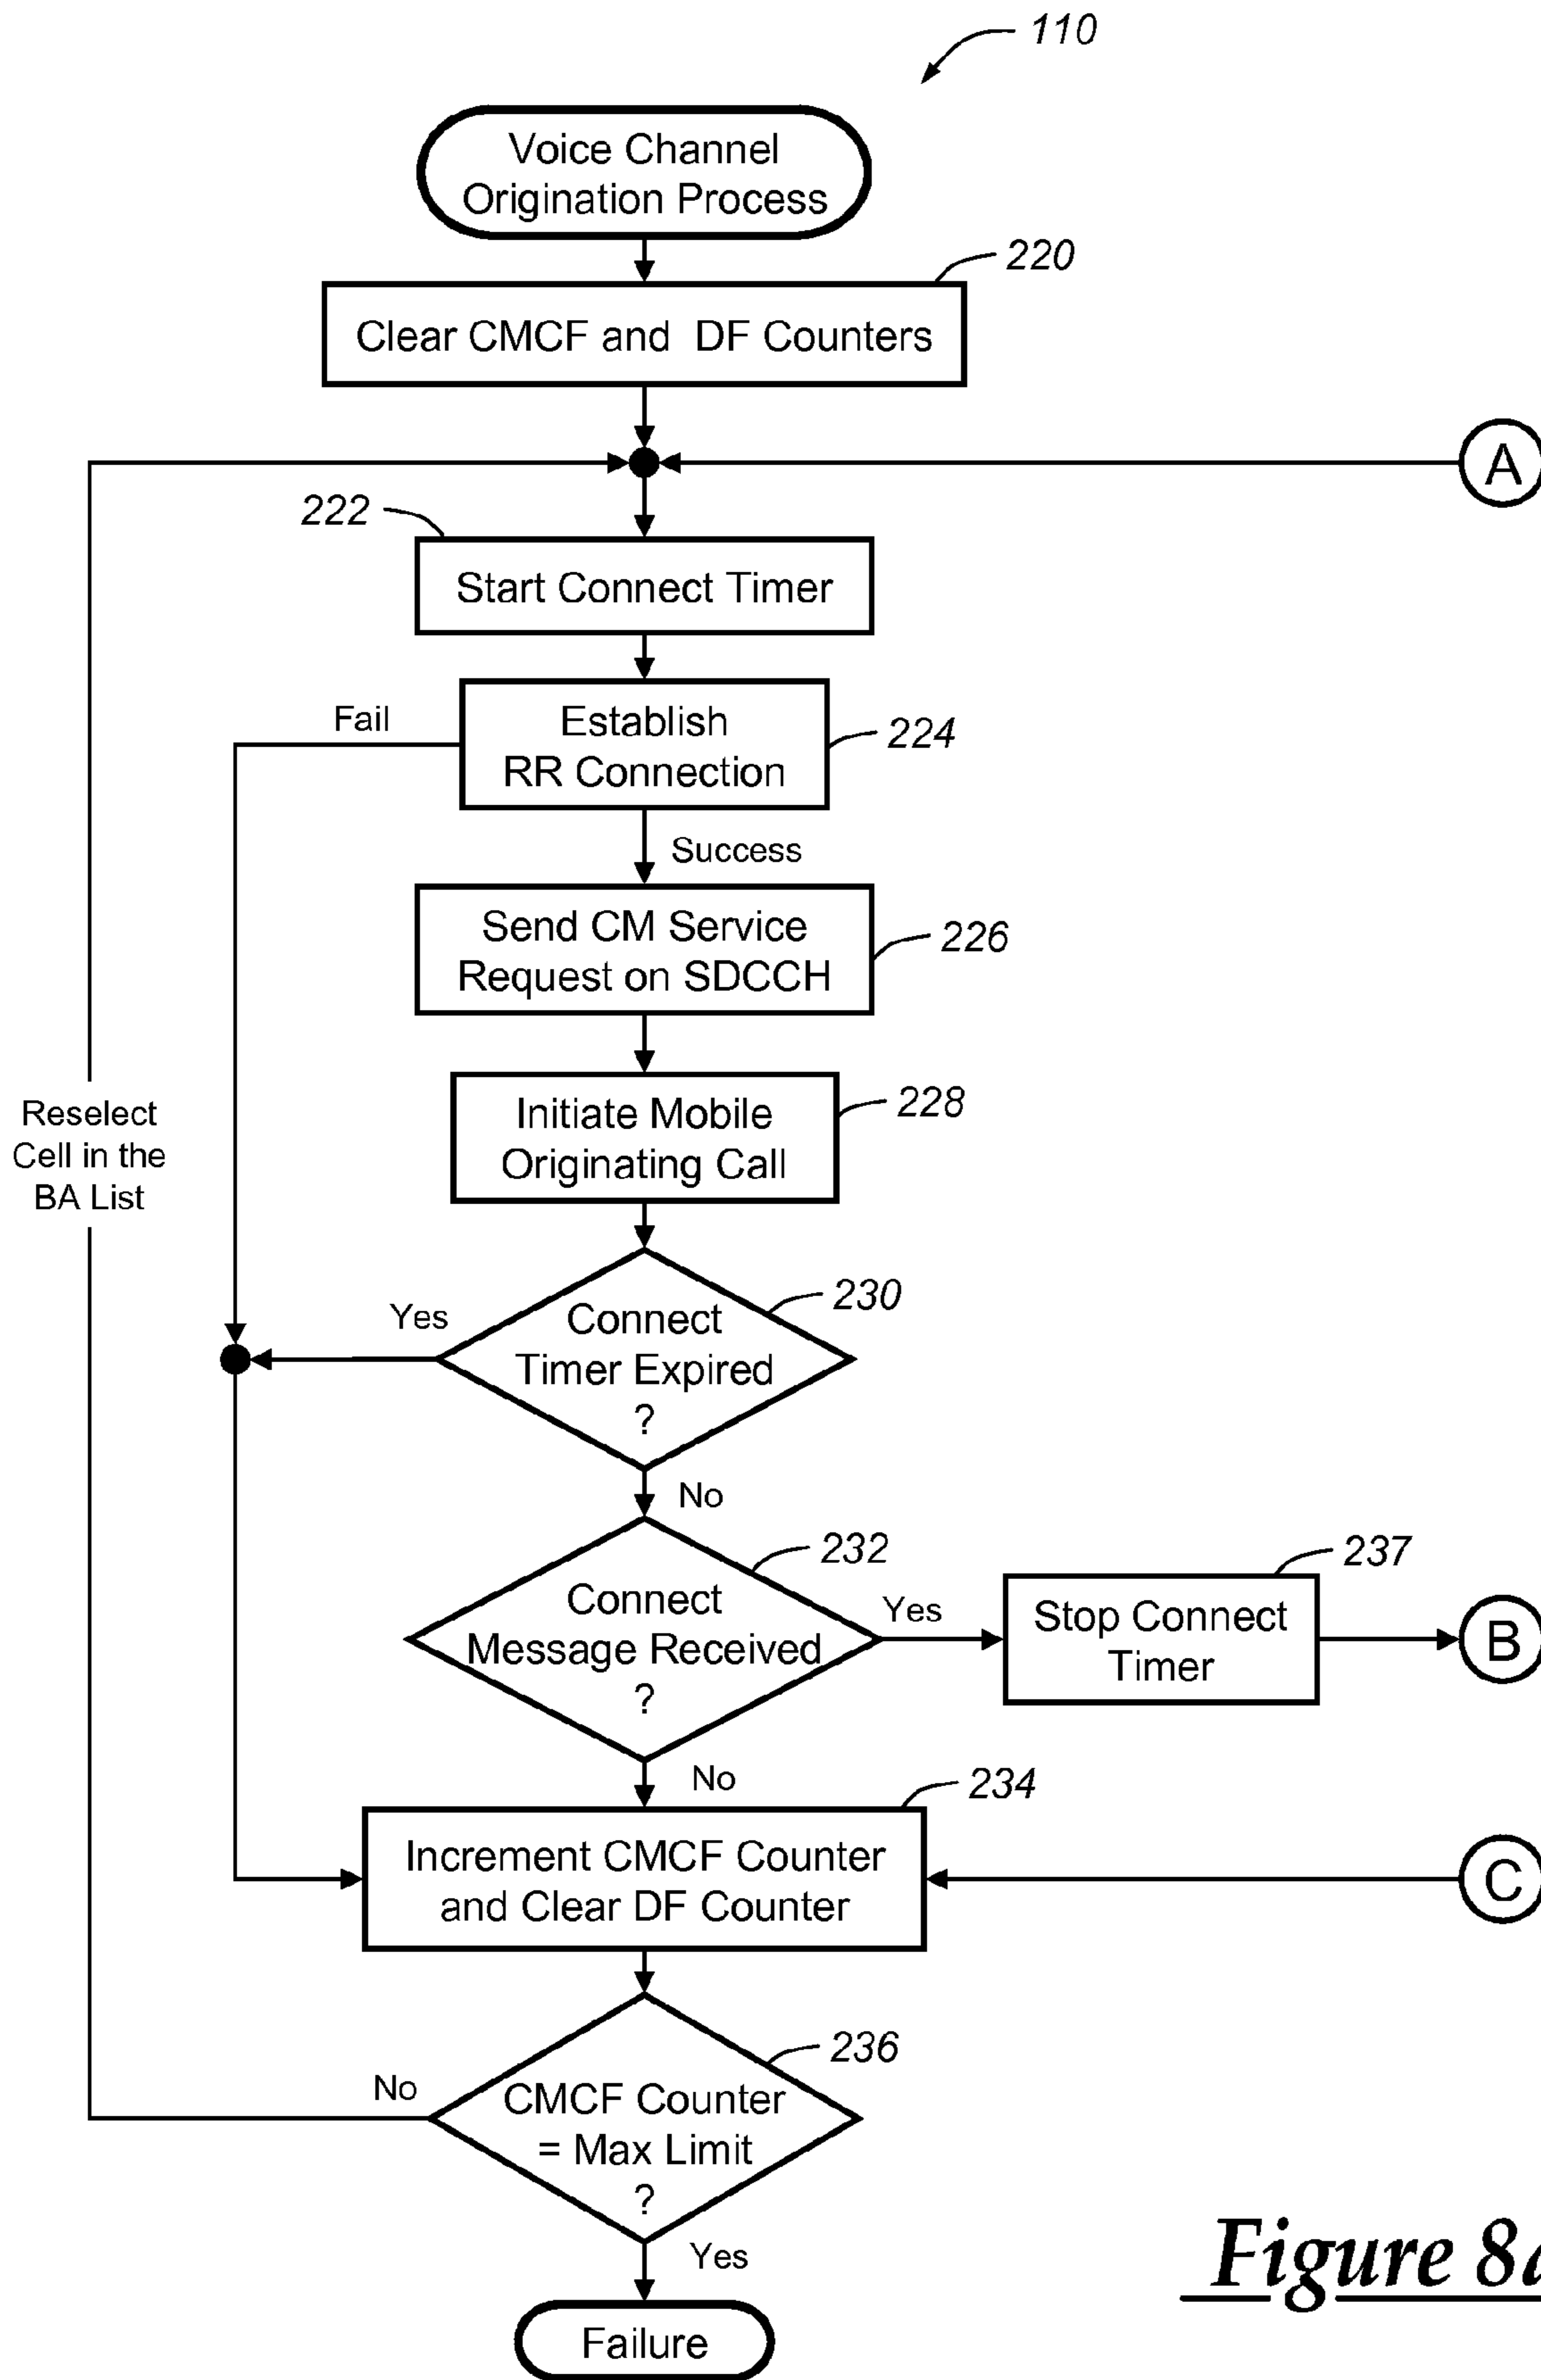 110
Voice Channel
Origination Process
220
Clear CMCF and DF Counters
A
222
Start Connect Timer
Fail
Establish
RR Connection
224
Success
Send CM Service
Request on SDCCH
226
Initiate Mobile
Originating Call
228
Reselect
Cell in the
BA List
230
Yes
Connect
Timer Expired
?
No
232
237
Connect
Message Received
?
Yes
Stop Connect
Timer
B
No
234
Increment CMCF Counter
and Clear DF Counter
C
236
No
CMCF Counter
= Max Limit
?
Yes
Figure 8a
Failure